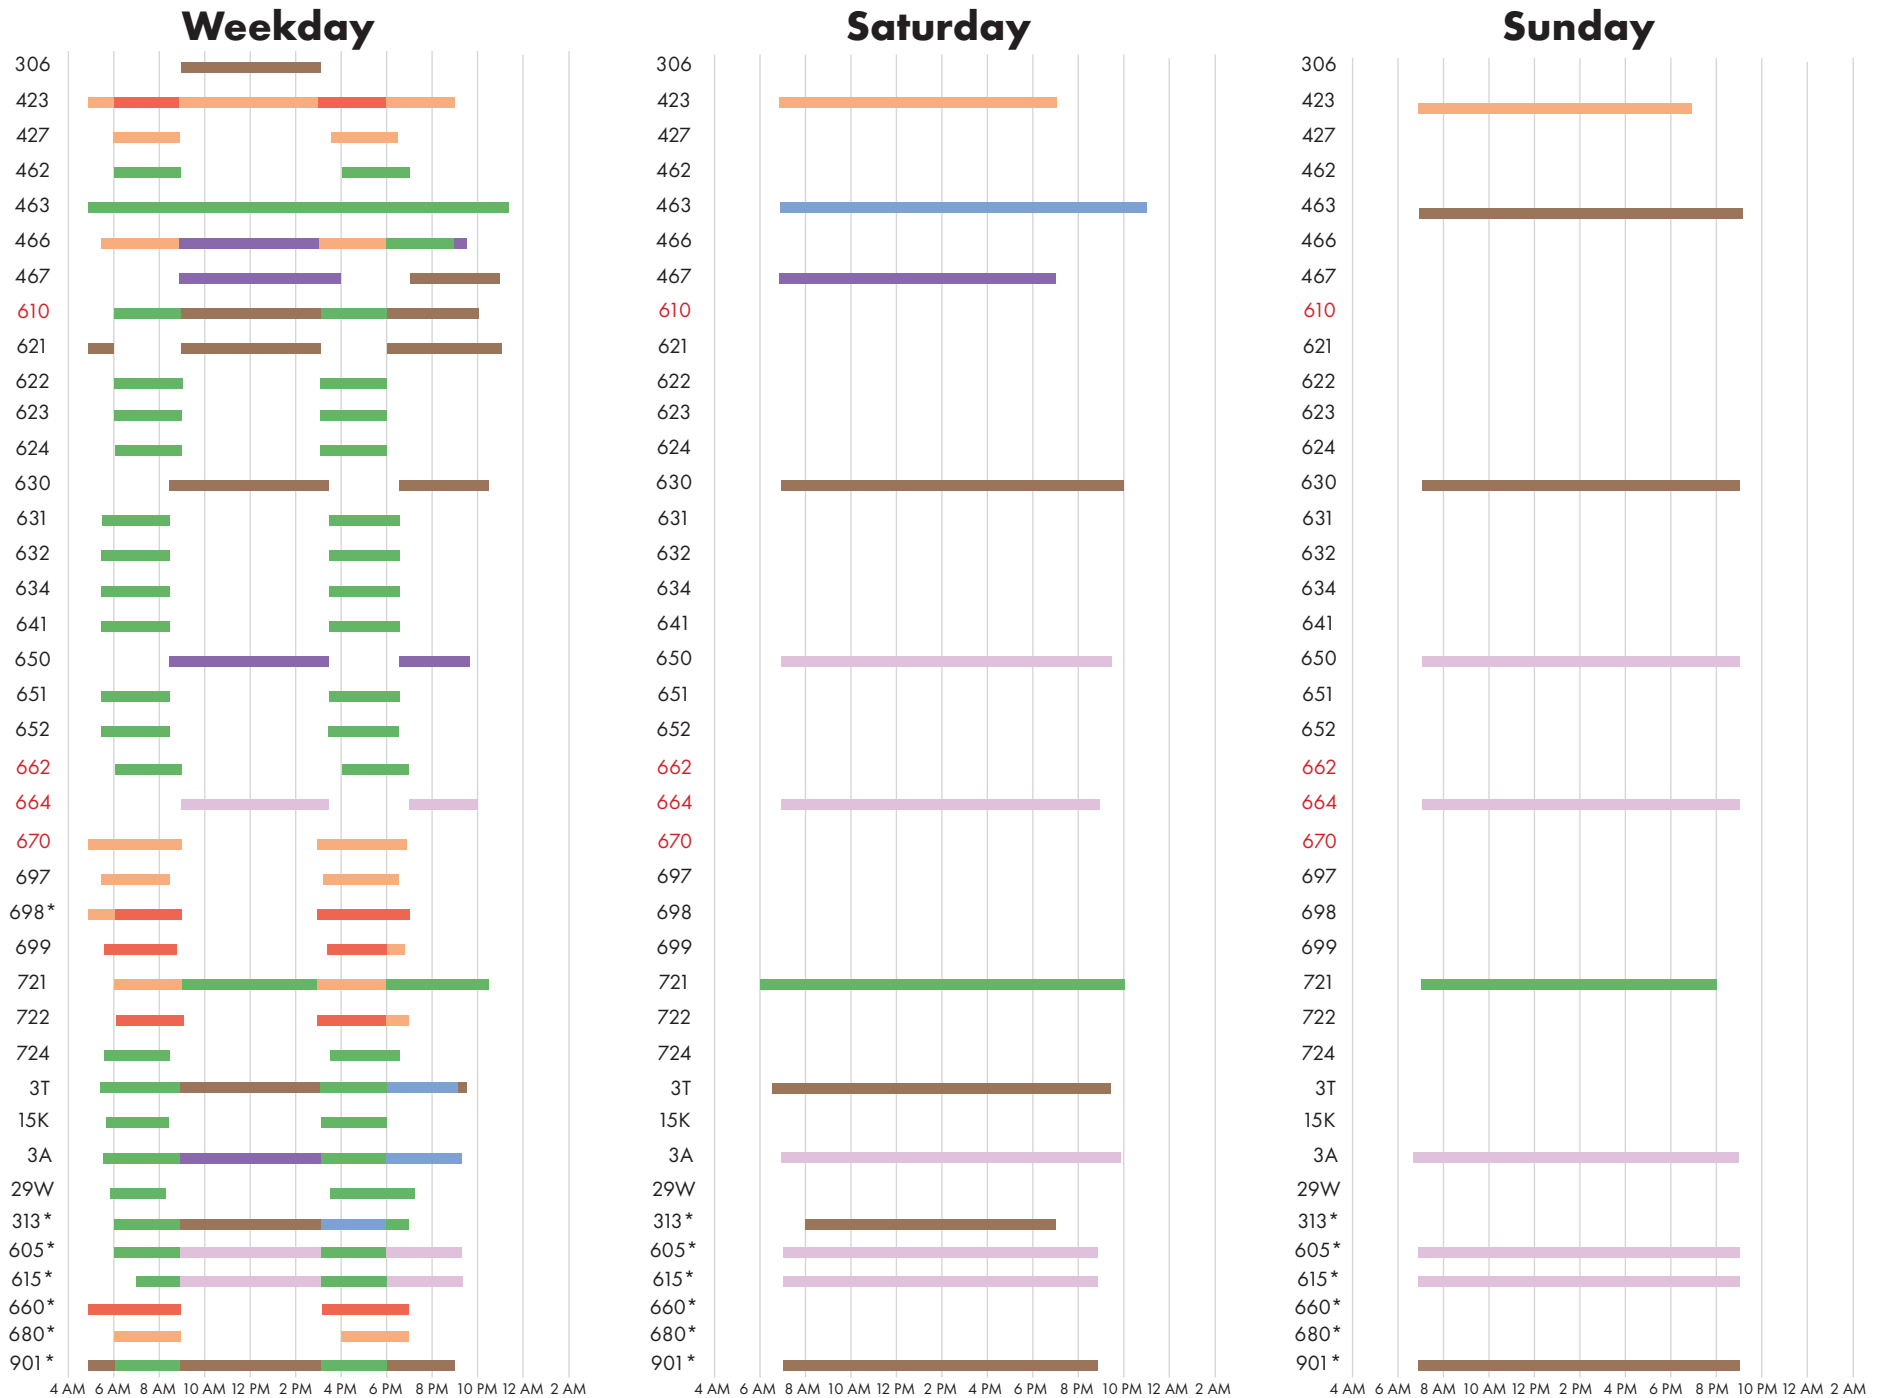 Weekday Saturday Sunday
306 306 306
423 423 423
427 427 427
462 462 462
463 463 463
466 466 466
467 467 467
610 610 610
621 621 621
622 622 622
623 623 623
624 624 624
630 630 630
631 631 631
632 632 632
634 634 634
641 641 641
650 650 650
651 651 651
652 652 652
662 662 662
664 664 664
670 670 670
697 697 697
698* 698 698
699 699 699
721 721 721
722 722 722
724 724 724
3T 3T 3T
15K 15K 15K
3A 3A 3A
29W 29W 29W
313* 313* 313*
605* 605* 605*
615* 615* 615*
660* 660* 660*
680* 680* 680*
901* 901* 901*
4 AM 6 AM 8 AM 10 AM 12 PM 2 PM 4 PM 6 PM 8 PM 10 PM 12 AM 2 AM 4 AM 6 AM 8 AM 10 AM 12 PM 2 PM 4 PM 6 PM 8 PM 10 PM 12 AM 2 AM 4 AM 6 AM 8 AM 10 AM 12 PM 2 PM 4 PM 6 PM 8 PM 10 PM 12 AM 2 AM